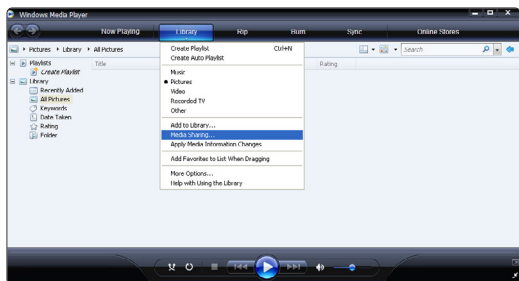 Windows Media Player
Now Playing
Library
Rip
Burn
Sync
Online Stores
Pictures
Library
All Pictures
Search
Playlists
Create Playlist
Library
Recently Added
All Pictures
Keywords
Date Taken
Rating
Folder
Title
Rating
Create Playlist Ctrl+N
Create Auto Playlist
Music
Pictures
Video
Recorded TV
Other
Add to Library...
Media Sharing...
Apply Media Information Changes
Add Favorites to List When Dragging
More Options...
Help with Using the Library